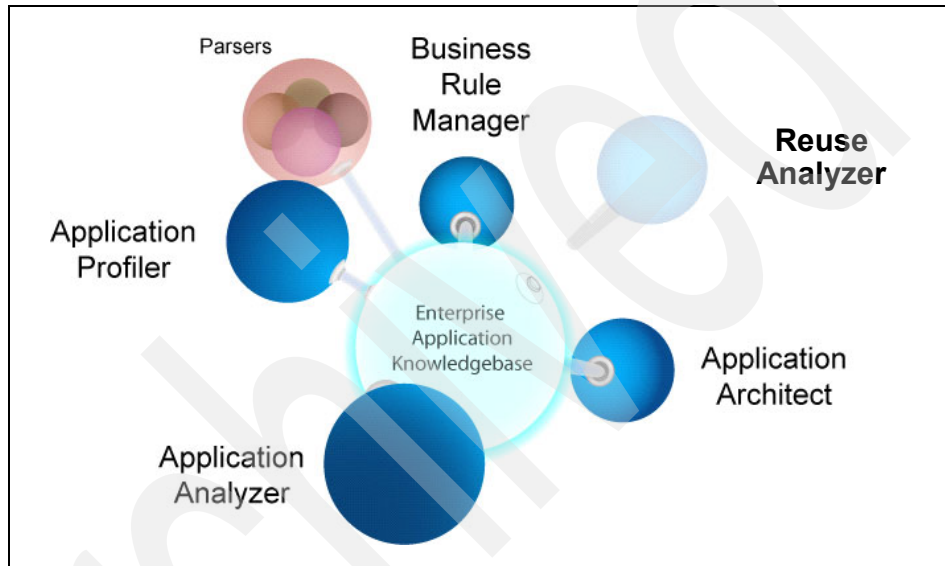 Parsers
Business
Rule
Manager
Reuse
Analyzer
Application
Profiler
Enterprise
Application
Knowledgebase
Application
Architect
Application
Analyzer